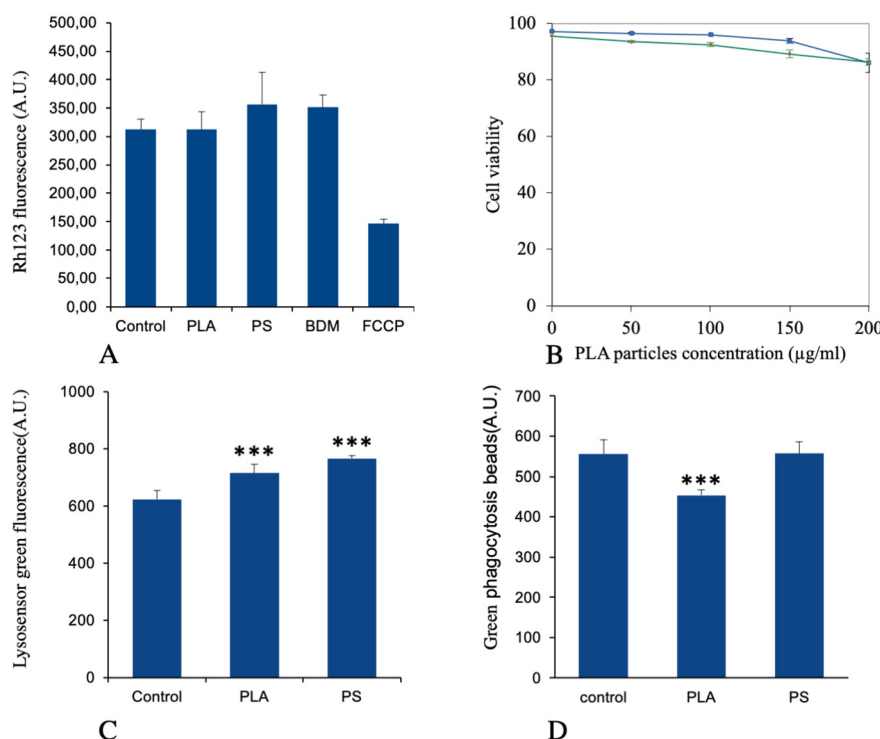 500,00
450,00
400,00
350,00
300,00
250,00
200,00
150,00
100,00
50,00
0,00
Rh123 fluorescence (A.U.)
Control PLA PS BDM FCCP
A
100
80
60
40
20
0
Cell viability
0 50 100 150 200
PLA particles concentration (µg/ml)
B
1000
800
600
400
200
0
Lysosensor green fluorescence(A.U.)
***
***
Control PLA PS
C
700
600
500
400
300
200
100
0
Green phagocytosis beads(A.U.)
***
control PLA PS
D